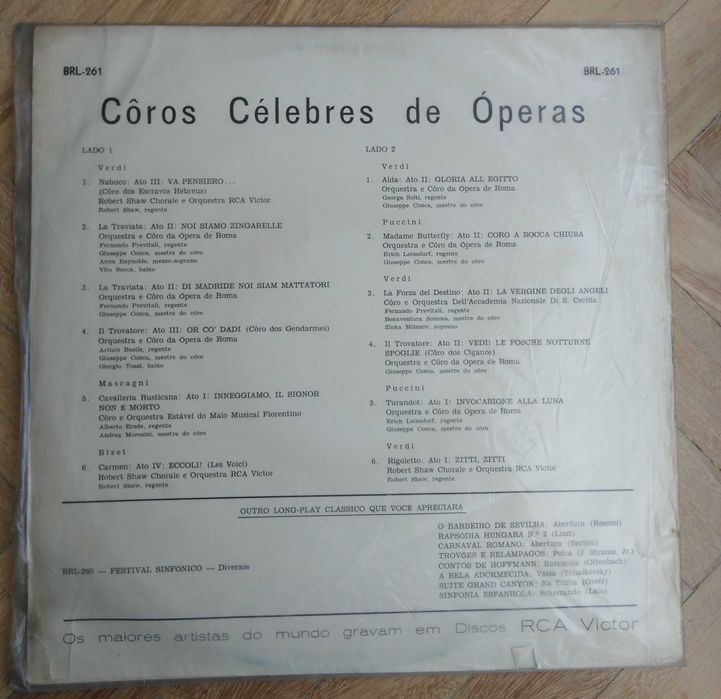 BRL-261
BRL-261
Côros Célebres de Óperas
LADO 1
Verdi
1. Nabuco: Ato III: VA PENSIERO...
(Côro dos Escravos Hebreus)
Robert Shaw Chorale e Orquestra RCA Victor
Robert Shaw, regente
2. La Traviata: Ato II: NOI SIAMO ZINGARELLE
Orquestra e Côro da Ópera de Roma
Fernando Previtali, regente
Giuseppe Conca, mestre do côro
Anna Reynolds, mezzo-soprano
Vito Susca, baixo
3. La Traviata: Ato II: DI MADRIDE NOI SIAM MATTATORI
Orquestra e Côro da Ópera de Roma
Fernando Previtali, regente
Giuseppe Conca, mestre do côro
4. Il Trovatore: Ato III: OR CO' DADI (Côro dos Gendarmes)
Orquestra e Côro da Ópera de Roma
Arturo Basile, regente
Giuseppe Conca, mestre do côro
Giorgio Tozzi, baixo
Mascagni
5. Cavalleria Rusticana: Ato I: INNEGGIAMO, IL SIGNOR
NON É MORTO
Côro e Orquestra Estável do Maio Musical Fiorentino
Alberto Erede, regente
Andrea Morosini, mestre do côro
Bizet
6. Carmen: Ato IV: ECCOLI! (Les Voici)
Robert Shaw Chorale e Orquestra RCA Victor
Robert Shaw, regente
LADO 2
Verdi
1. Aida: Ato II: GLORIA ALL EGITTO
Orquestra e Côro da Ópera de Roma
George Solti, regente
Giuseppe Conca, mestre do côro
Puccini
2. Madame Butterfly: Ato II: CORO A BOCCA CHIUSA
Orquestra e Côro da Ópera de Roma
Erich Leinsdorf, regente
Giuseppe Conca, mestre do côro
Verdi
3. La Forza del Destino: Ato II: LA VERGINE DEGLI ANGELI
Côro e Orquestra Dell'Accademia Nazionale Di S. Cecilia
Fernando Previtali, regente
Bonaventura Somma, mestre do côro
Zinka Milanov, soprano
4. Il Trovatore: Ato II: VEDI! LE FOSCHE NOTTURNE
SPOGLIE (Côro dos Ciganos)
Orquestra e Côro da Ópera de Roma
Giuseppe Conca, mestre do côro
Puccini
5. Turandot: Ato I: INVOCABIONE ALLA LUNA
Orquestra e Côro da Ópera de Roma
Erich Leinsdorf, regente
Giuseppe Conca, mestre do côro
Verdi
6. Rigoletto: Ato I: ZITTI, ZITTI
Robert Shaw Chorale e Orquestra RCA Victor
Robert Shaw, regente
OUTRO LONG-PLAY CLASSICO QUE VOCÊ APRECIARA
BRL-260 — FESTIVAL SINFONICO — Diversos
O BARBEIRO DE SEVILHA: Abertura (Rossini)
RAPSÓDIA HUNGARA N.º 2 (Liszt)
CARNAVAL ROMANO: Abertura (Berlioz)
TROVÕES E RELAMPAGOS: Polca (J. Strauss, Jr.)
CONTOS DE HOFFMANN: Barcarola (Offenbach)
A BELA ADORMECIDA: Valsa (Tchaikovsky)
SUITE GRAND CANYON: Na Trilha (Grofé)
SINFONIA ESPANHOLA: Scherzando (Lalo)
Os maiores artistas do mundo gravam em Discos RCA Victor